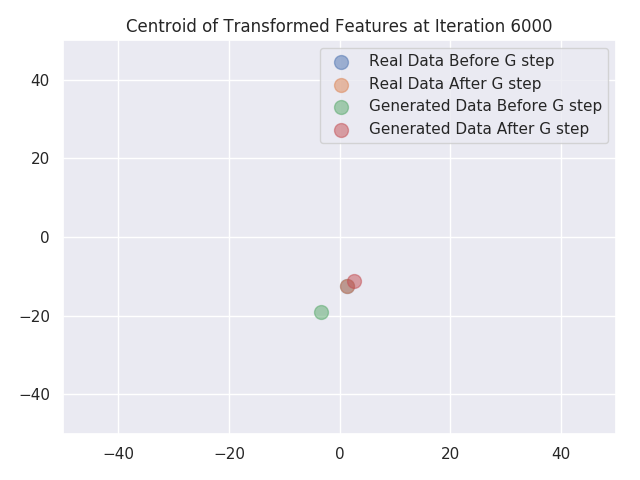 Centroid of Transformed Features at Iteration 6000
Real Data Before G step
Real Data After G step
Generated Data Before G step
Generated Data After G step
40
20
0
−20
−40
−40 −20 0 20 40